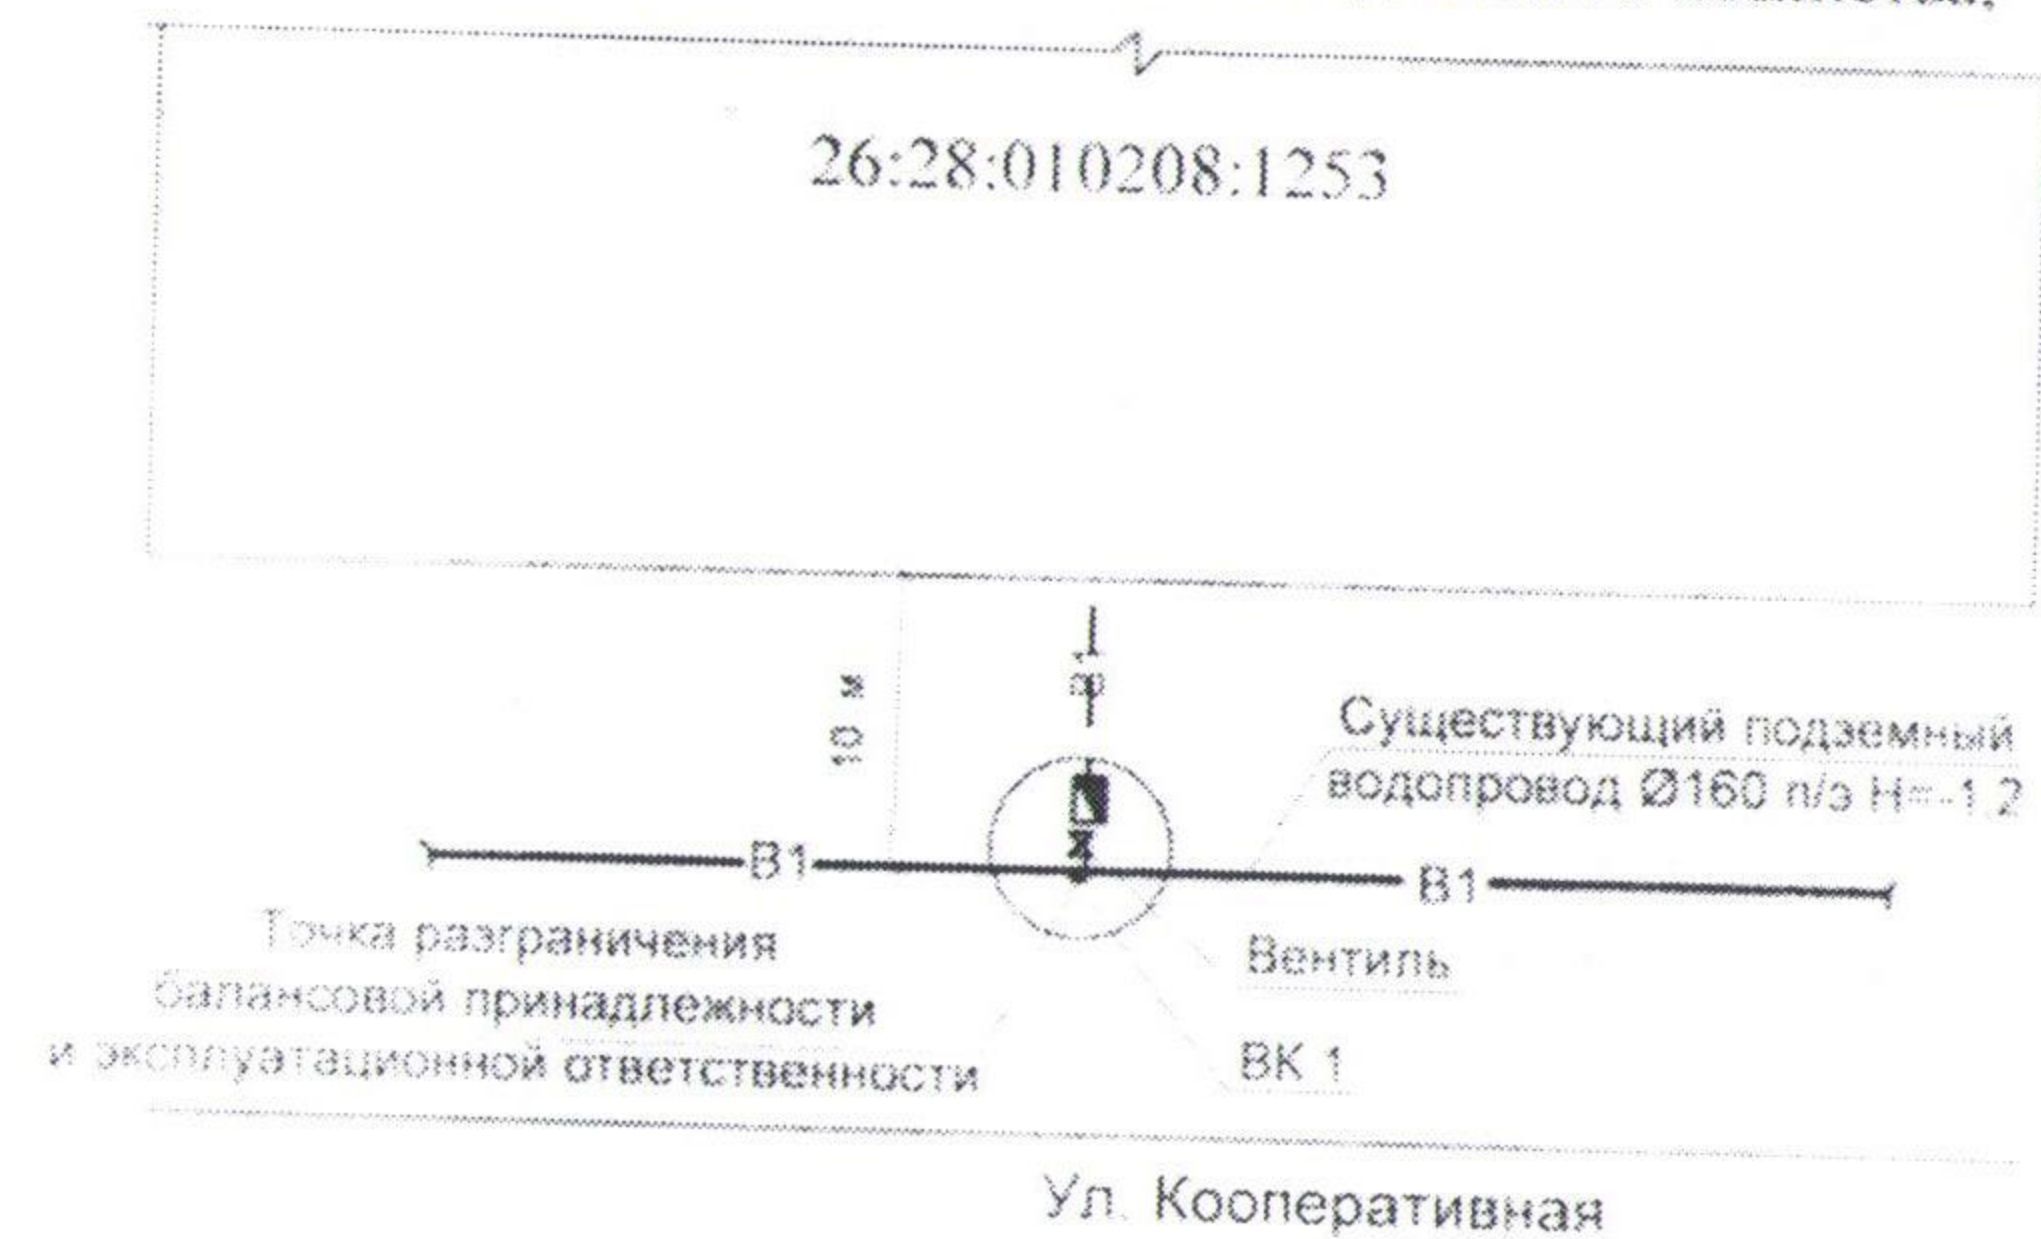 26:28:010208:1253
10 м
В1
Существующий подземный
водопровод Ø160 п/э Н=-1,2
В1
В1
Точка разграничения
балансовой принадлежности
и эксплуатационной ответственности
Вентиль
ВК 1
Ул. Кооперативная